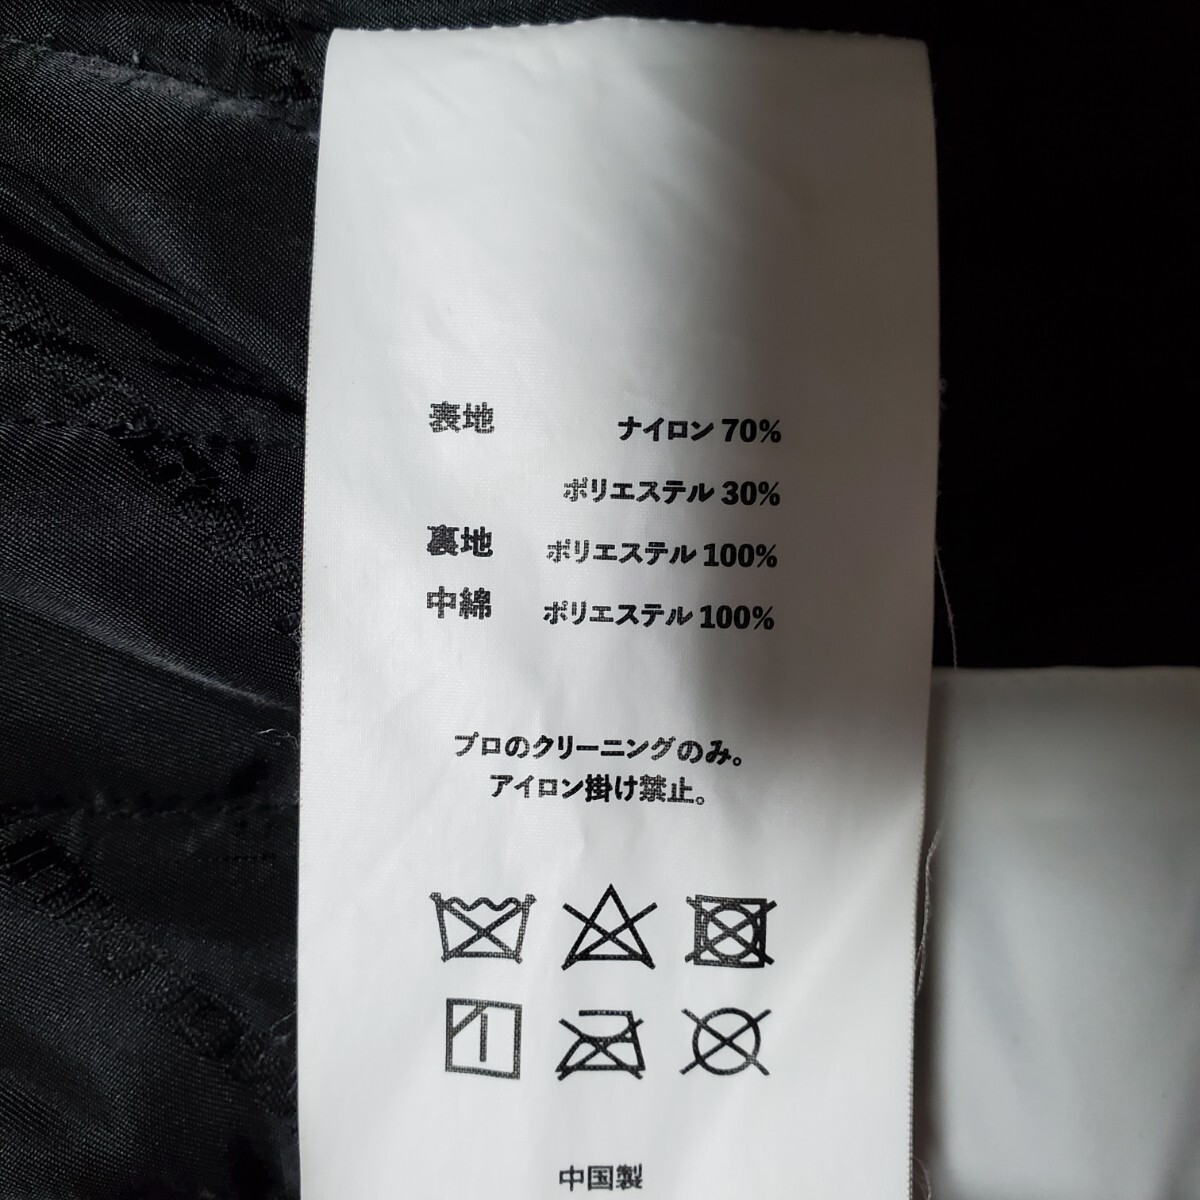 表地 ナイロン 70%
ポリエステル 30%
裏地 ポリエステル 100%
中綿 ポリエステル 100%
プロのクリーニングのみ。
アイロン掛け禁止。
中国製